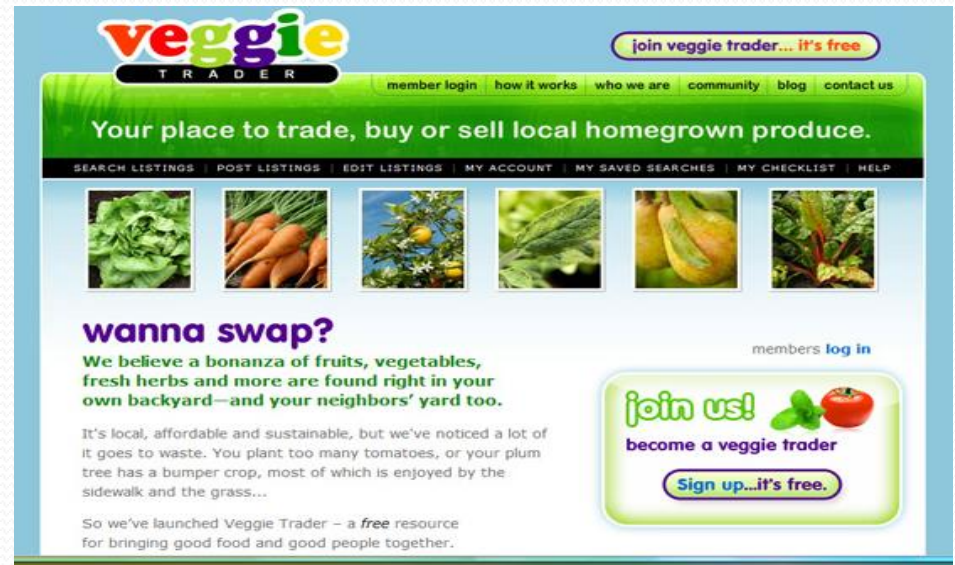 veggie
TRADER
join veggie trader... it's free
member login | how it works | who we are | community | blog | contact us
Your place to trade, buy or sell local homegrown produce.
SEARCH LISTINGS | POST LISTINGS | EDIT LISTINGS | MY ACCOUNT | MY SAVED SEARCHES | MY CHECKLIST | HELP
wanna swap?
We believe a bonanza of fruits, vegetables,
fresh herbs and more are found right in your
own backyard—and your neighbors' yard too.
It's local, affordable and sustainable, but we've noticed a lot of
it goes to waste. You plant too many tomatoes, or your plum
tree has a bumper crop, most of which is enjoyed by the
sidewalk and the grass...
So we've launched Veggie Trader – a free resource
for bringing good food and good people together.
members log in
join us!
become a veggie trader
Sign up...it's free.